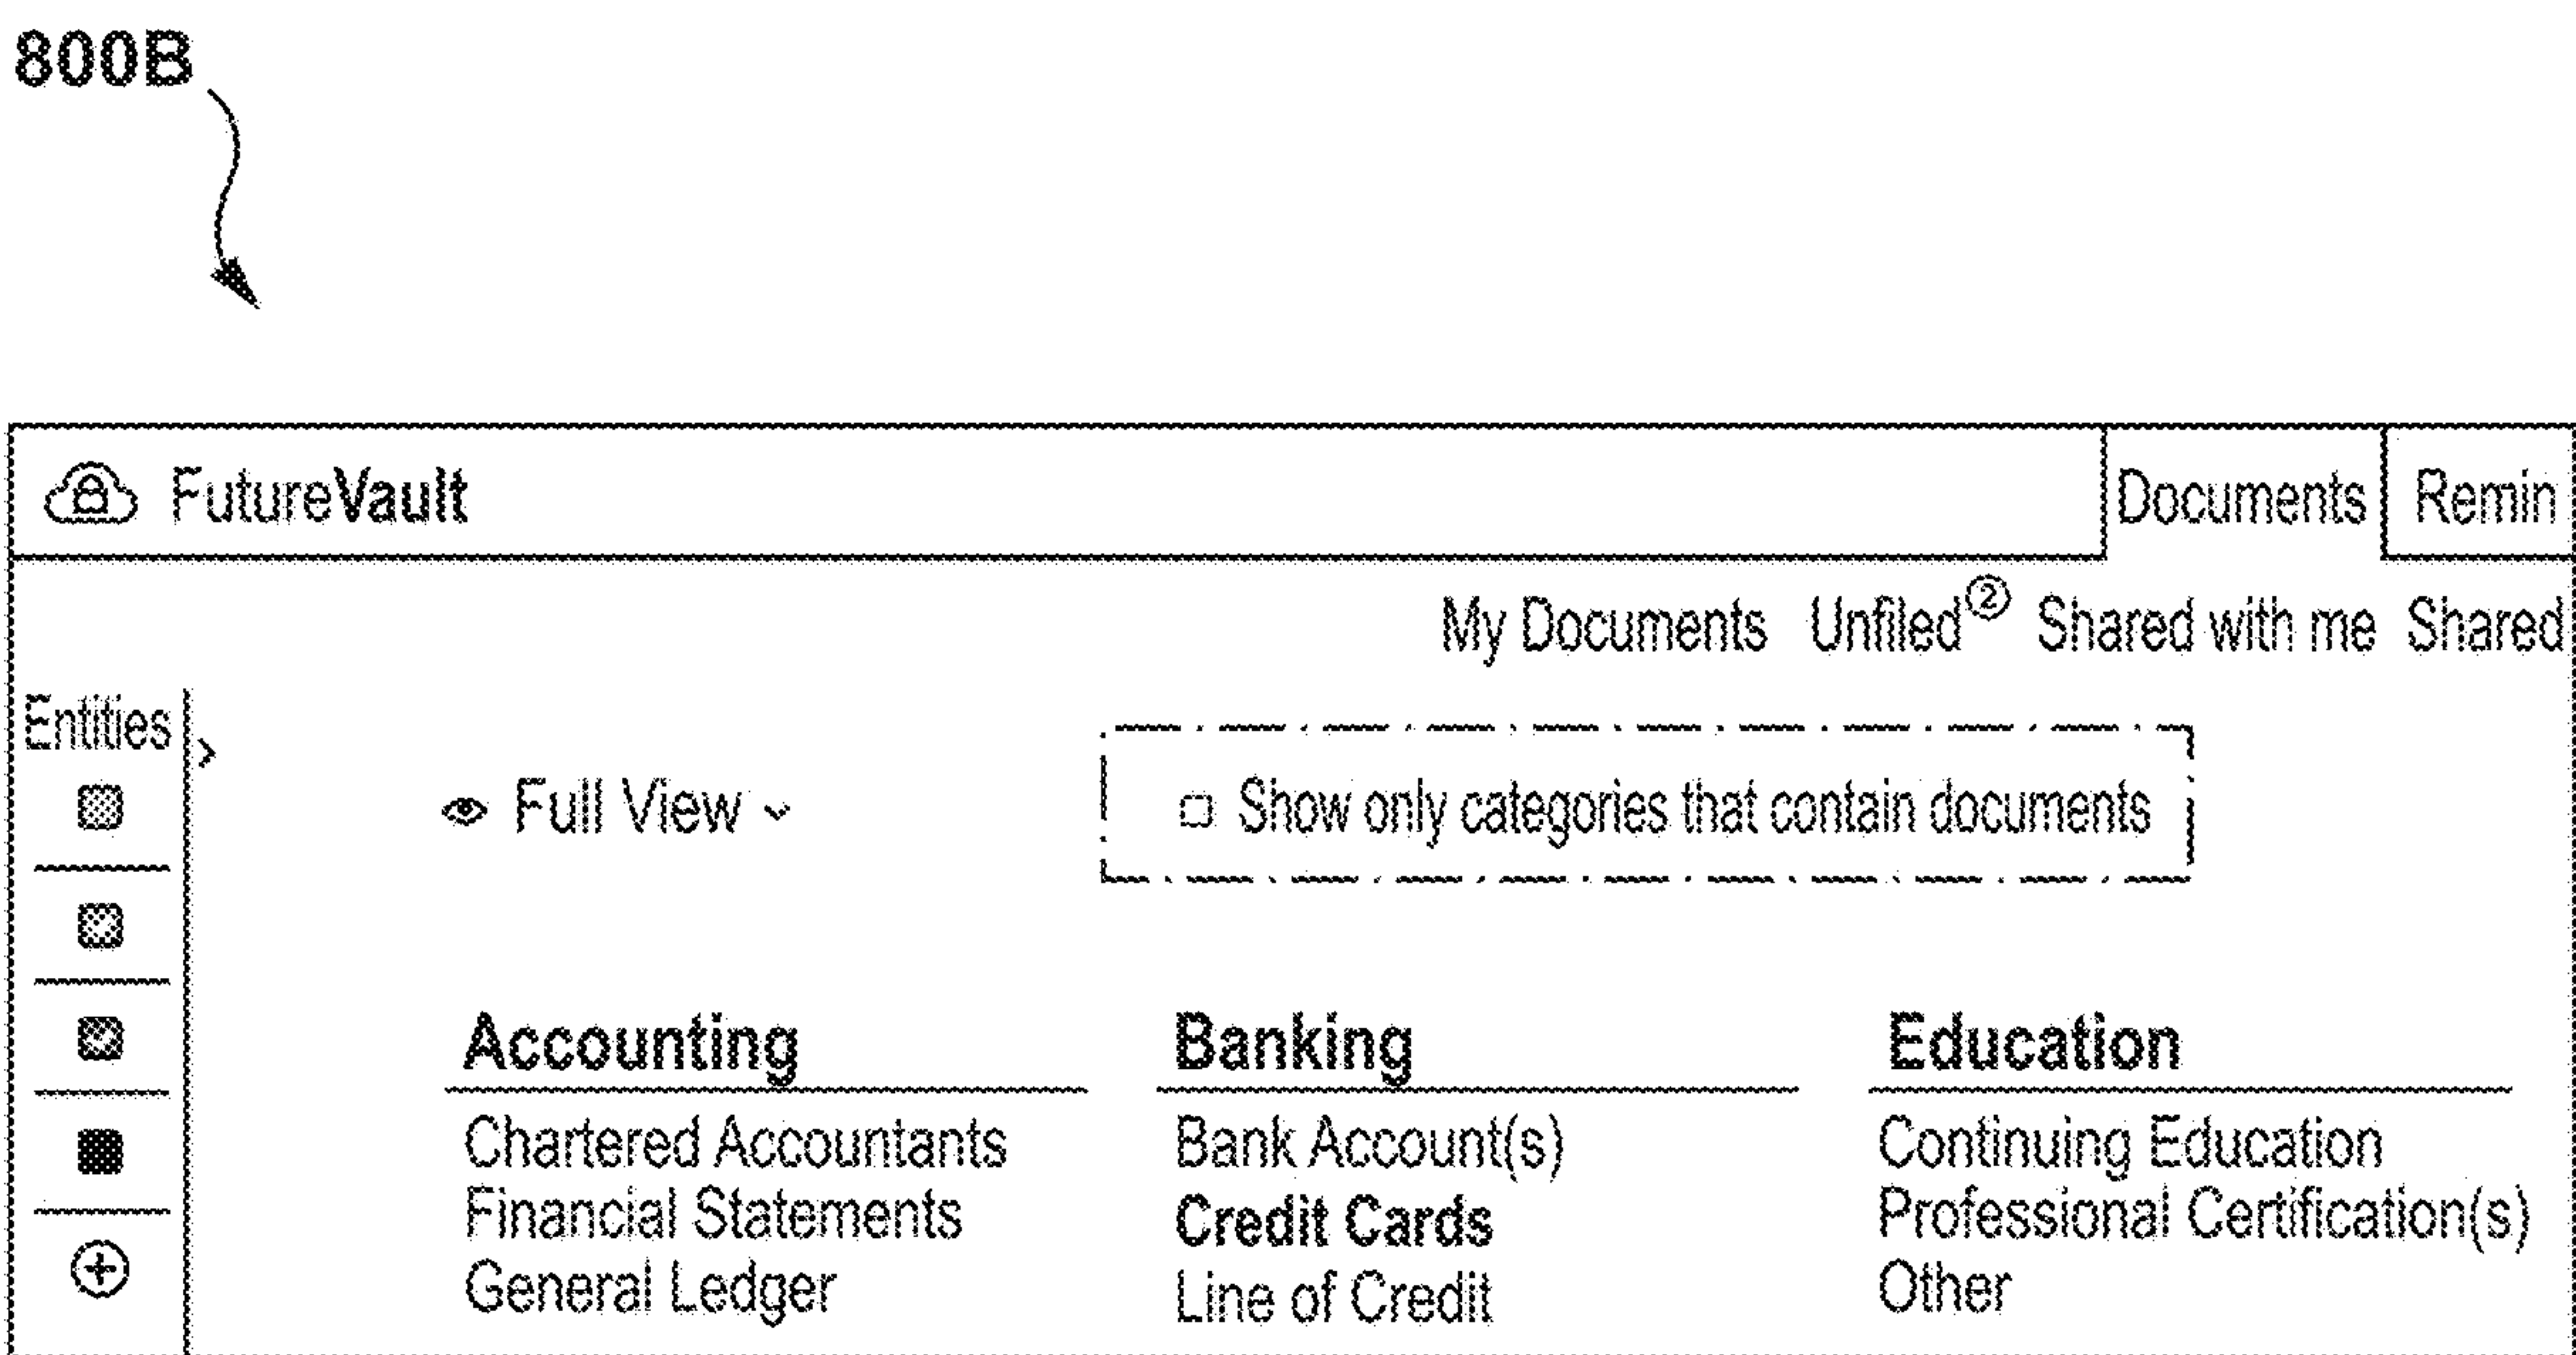 800B
FutureVault Documents Remin
My Documents Unfiled② Shared with me Shared
Entities >
Full View Show only categories that contain documents
Accounting Banking Education
Chartered Accountants Bank Account(s) Continuing Education
Financial Statements Credit Cards Professional Certification(s)
General Ledger Line of Credit Other